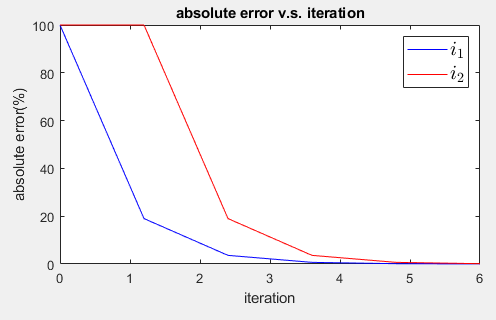 absolute error v.s. iteration
i₁
i₂
100
80
60
40
20
0
absolute error(%)
0 1 2 3 4 5 6
iteration